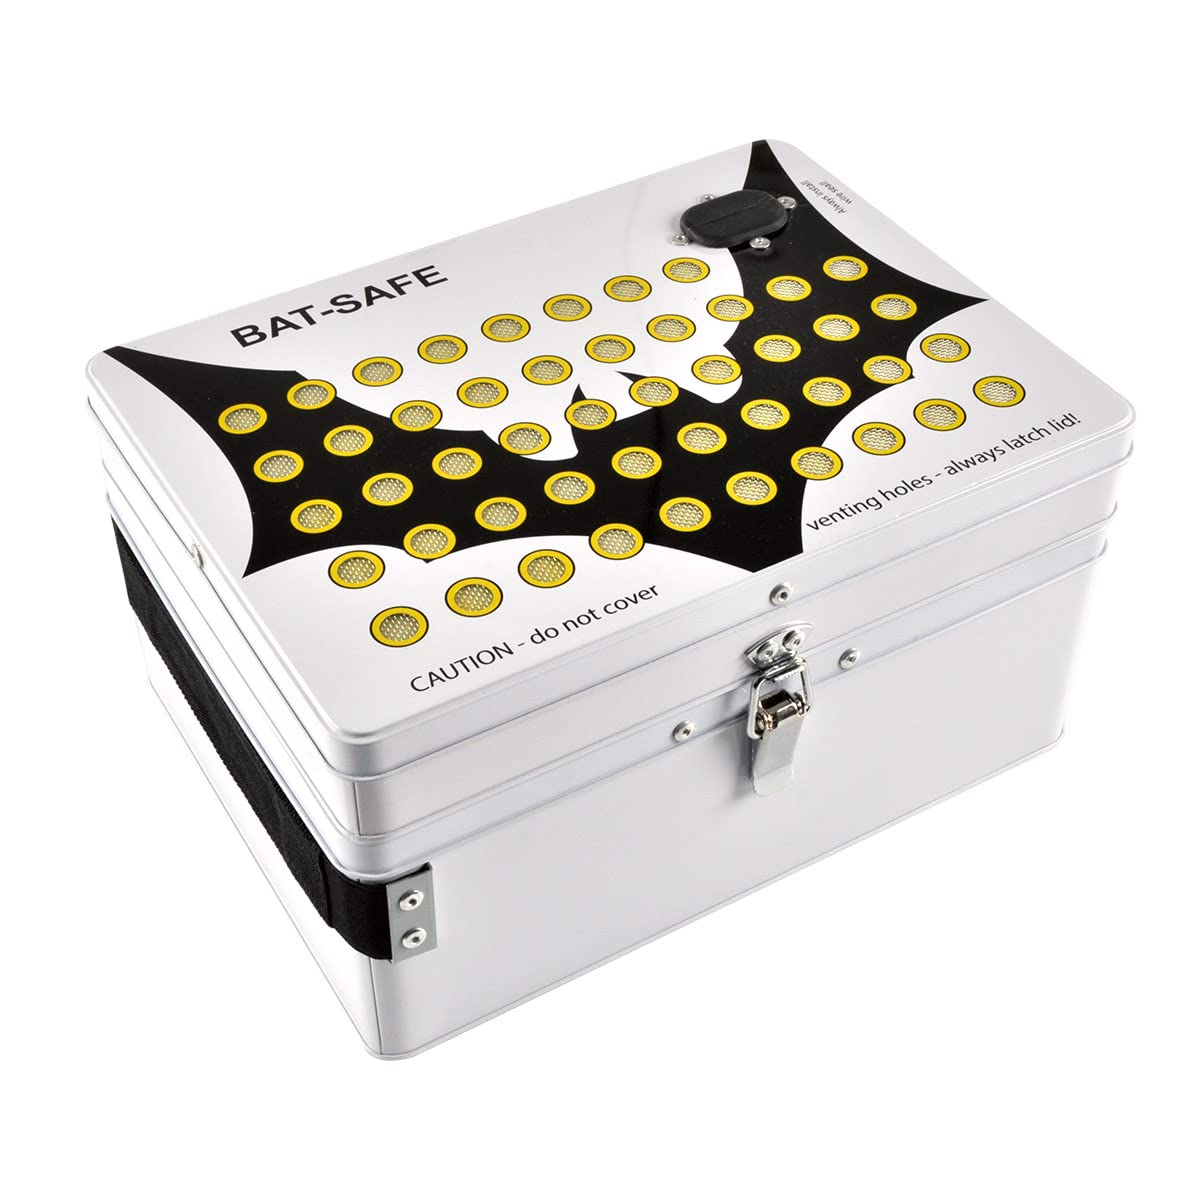 BAT-SAFE
Always install
wire seal!
CAUTION - do not cover
venting holes - always latch lid!